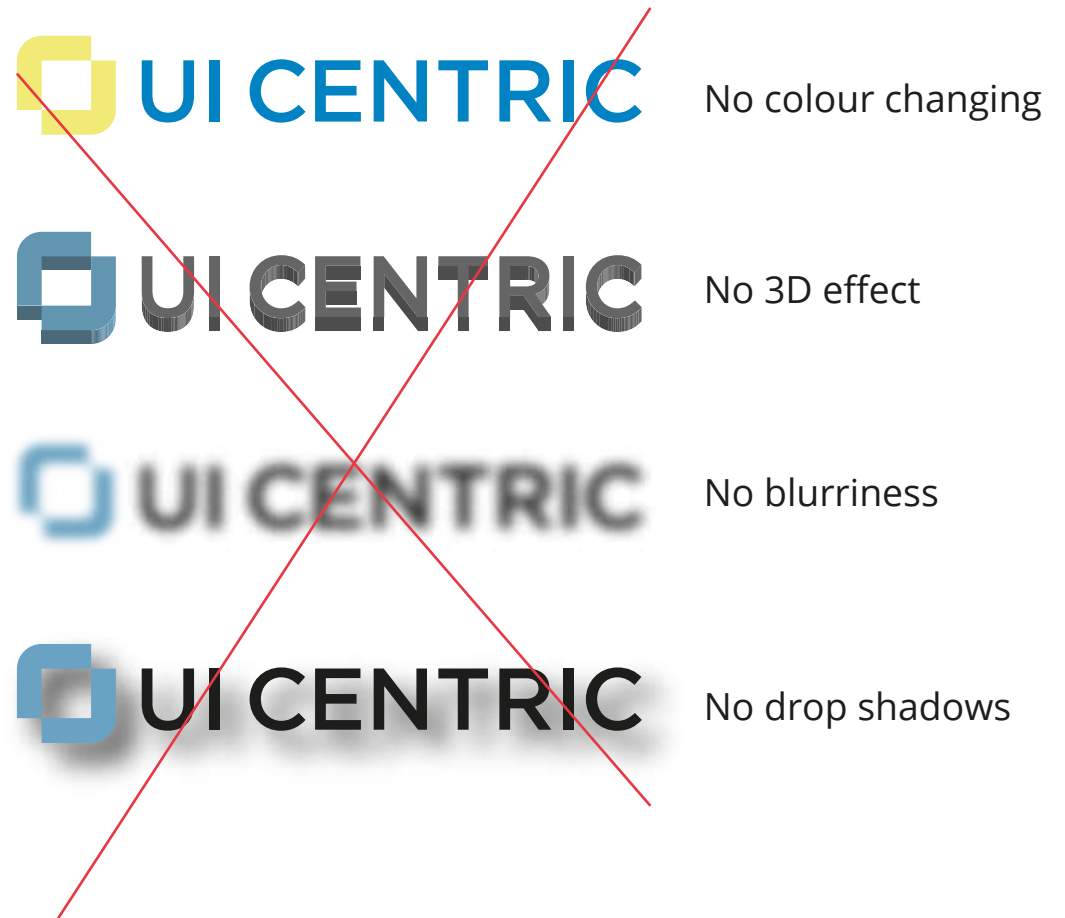 UI CENTRIC No colour changing
UI CENTRIC No 3D effect
UI CENTRIC No blurriness
UI CENTRIC No drop shadows